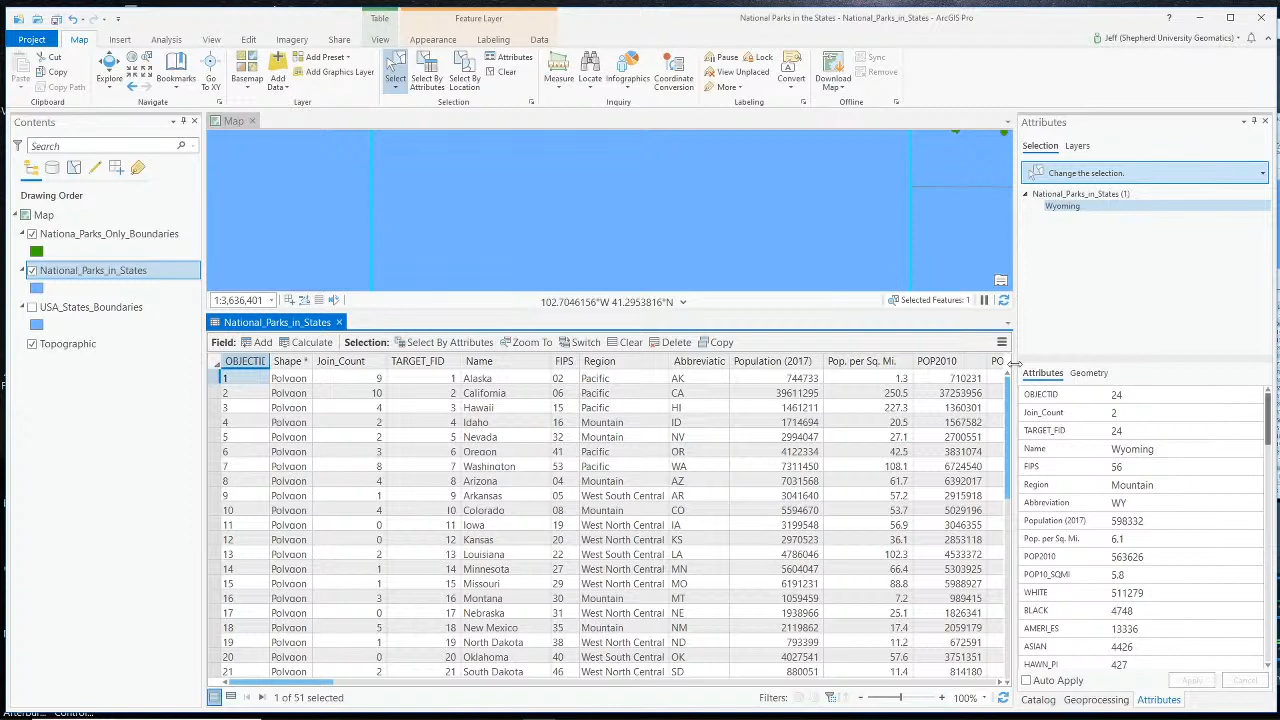 National Parks in the States - National_Parks_in_States - ArcGIS Pro
Table
Feature Layer
Project Map Insert Analysis View Edit Imagery Share View Appearance Labeling Data
Jeff (Shepherd University Geomatics)
Paste Cut Copy Copy Path
Clipboard
Explore Bookmarks Go To XY
Navigate
Basemap Add Data Add Preset Add Graphics Layer
Layer
Select Select By Attributes Select By Location Attributes Clear
Selection
Measure Locate Infographics Coordinate Conversion
Inquiry
Pause Lock View Unplaced More Convert
Labeling
Download Map Sync Remove
Offline
Contents
Search
Drawing Order
Map
Nationa_Parks_Only_Boundaries
National_Parks_in_States
USA_States_Boundaries
Topographic
Map
1:3,636,401 102.7046156°W 41.2953816°N Selected Features: 1
National_Parks_in_States
Field: Add Calculate Selection: Select By Attributes Zoom To Switch Clear Delete Copy
OBJECTID Shape * Join_Count TARGET_FID Name FIPS Region Abbreviatic Population (2017) Pop. per Sq. Mi. POP2010 PO
1 Polygon 9 1 Alaska 02 Pacific AK 744733 1.3 710231
2 Polygon 10 2 California 06 Pacific CA 39611295 250.5 37253956
3 Polygon 4 3 Hawaii 15 Pacific HI 1461211 227.3 1360301
4 Polygon 2 4 Idaho 16 Mountain ID 1714694 20.5 1567582
5 Polygon 2 5 Nevada 32 Mountain NV 2994047 27.1 2700551
6 Polygon 3 6 Oregon 41 Pacific OR 4122334 42.5 3831074
7 Polygon 8 7 Washington 53 Pacific WA 7311450 108.1 6724540
8 Polygon 4 8 Arizona 04 Mountain AZ 7031568 61.7 6392017
9 Polygon 1 9 Arkansas 05 West South Central AR 3041640 57.2 2915918
10 Polygon 4 10 Colorado 08 Mountain CO 5594670 53.7 5029196
11 Polygon 0 11 Iowa 19 West North Central IA 3199548 56.9 3046355
12 Polygon 0 12 Kansas 20 West North Central KS 2970523 36.1 2853118
13 Polygon 2 13 Louisiana 22 West South Central LA 4786046 102.3 4533372
14 Polygon 1 14 Minnesota 27 West North Central MN 5604047 66.4 5303925
15 Polygon 1 15 Missouri 29 West North Central MO 6191231 88.8 5988927
16 Polygon 3 16 Montana 30 Mountain MT 1059459 7.2 989415
17 Polygon 0 17 Nebraska 31 West North Central NE 1938966 25.1 1826341
18 Polygon 5 18 New Mexico 35 Mountain NM 2119862 17.4 2059179
19 Polygon 1 19 North Dakota 38 West North Central ND 793399 11.2 672591
20 Polygon 0 20 Oklahoma 40 West South Central OK 4027541 57.6 3751351
21 Polygon 2 21 South Dakota 46 West North Central SD 880051 11.4 814180
1 of 51 selected Filters: 100%
Attributes
Selection Layers
Change the selection.
National_Parks_in_States (1)
Wyoming
Attributes Geometry
OBJECTID 24
Join_Count 2
TARGET_FID 24
Name Wyoming
FIPS 56
Region Mountain
Abbreviation WY
Population (2017) 598332
Pop. per Sq. Mi. 6.1
POP2010 563626
POP10_SQMI 5.8
WHITE 511279
BLACK 4748
AMERI_ES 13336
ASIAN 4426
HAWN_PI 427
Auto Apply Apply Cancel
Catalog Geoprocessing Attributes